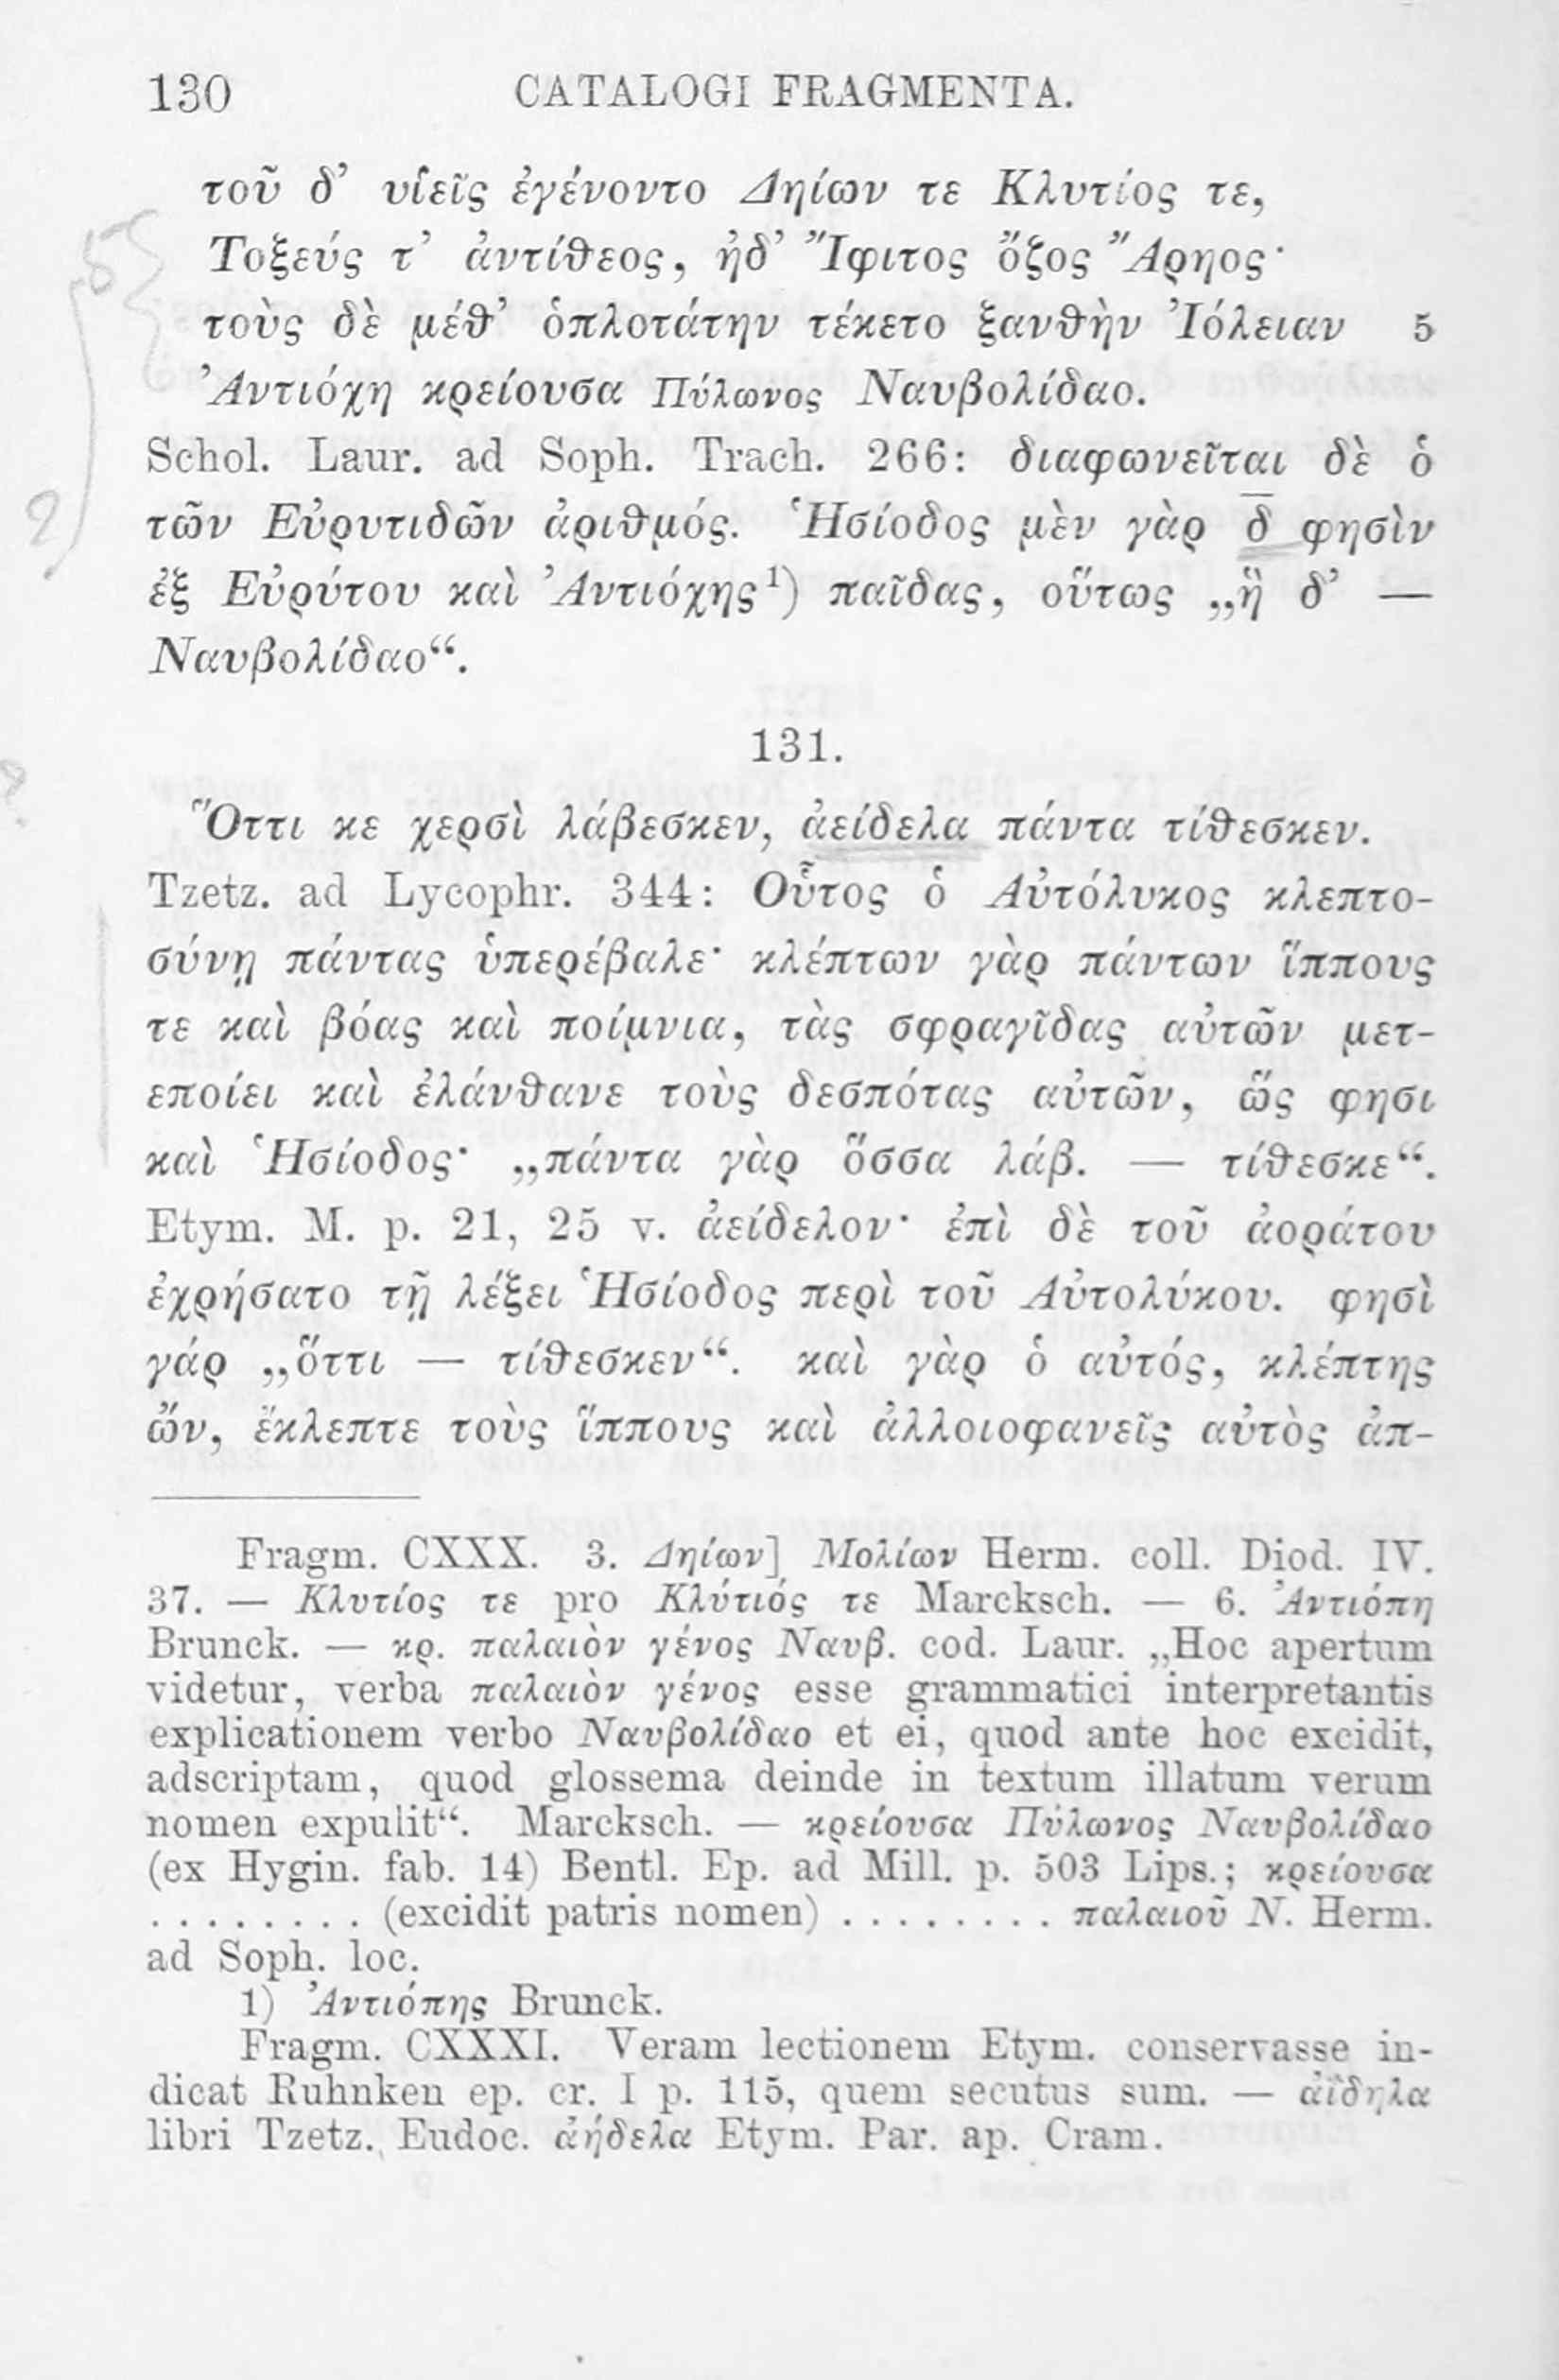 130 CATALOGI FRAGMENTA.
τοῦ δ’ υἱεῖς ἐγένοντο Δηίων τε Κλυτίος τε,
Τοξεύς τ’ ἀντίθεος, ἠδ’ Ἴφιτος ὄζος Ἄρηος·
τοὺς δὲ μέθ’ ὁπλοτάτην τέκετο ξανθὴν Ἰόλειαν 5
Ἀντιόχη κρείουσα Πύλωνος Ναυβολίδαο.
Schol. Laur. ad Soph. Trach. 266: διαφωνεῖται δὲ ὁ
τῶν Εὐρυτιδῶν ἀριθμός. Ἡσίοδος μὲν γὰρ δ̅ φησὶν
ἐξ Εὐρύτου καὶ Ἀντιόχης¹) παῖδας, οὕτως „ἣ δ’ —
Ναυβολίδαο“.
131.
Ὅττι κε χερσὶ λάβεσκεν, ἀείδελα πάντα τίθεσκεν.
Tzetz. ad Lycophr. 344: Οὗτος ὁ Αὐτόλυκος κλεπτο-
σύνῃ πάντας ὑπερέβαλε· κλέπτων γὰρ πάντων ἵππους
τε καὶ βόας καὶ ποίμνια, τὰς σφραγῖδας αὐτῶν μετ-
εποίει καὶ ἐλάνθανε τοὺς δεσπότας αὐτῶν, ὥς φησι
καὶ Ἡσίοδος· „πάντα γὰρ ὅσσα λάβ. — τίθεσκε“.
Etym. M. p. 21, 25 v. ἀείδελον· ἐπὶ δὲ τοῦ ἀοράτου
ἐχρήσατο τῇ λέξει Ἡσίοδος περὶ τοῦ Αὐτολύκου. φησὶ
γάρ „ὅττι — τίθεσκεν“. καὶ γὰρ ὁ αὐτός, κλέπτης
ὤν, ἔκλεπτε τοὺς ἵππους καὶ ἀλλοιοφανεῖς αὐτὸς ἀπ-
Fragm. CXXX. 3. Δηίων] Μολίων Herm. coll. Diod. IV.
37. — Κλυτίος τε pro Κλύτιός τε Marcksch. — 6. Ἀντιόπη
Brunck. — κρ. παλαιὸν γένος Ναυβ. cod. Laur. „Hoc apertum
videtur, verba παλαιὸν γένος esse grammatici interpretantis
explicationem verbo Ναυβολίδαο et ei, quod ante hoc excidit,
adscriptam, quod glossema deinde in textum illatum verum
nomen expulit“. Marcksch. — κρείουσα Πύλωνος Ναυβολίδαο
(ex Hygin. fab. 14) Bentl. Ep. ad Mill. p. 503 Lips.; κρείουσα
. . . . . . . . . (excidit patris nomen) . . . . . . . . . παλαιοῦ Ν. Herm.
ad Soph. loc.
1) Ἀντιόπης Brunck.
Fragm. CXXXI. Veram lectionem Etym. conservasse in-
dicat Ruhnken ep. cr. I p. 115, quem secutus sum. — ἀΐδηλα
libri Tzetz. Eudoc. ἀήδελα Etym. Par. ap. Cram.